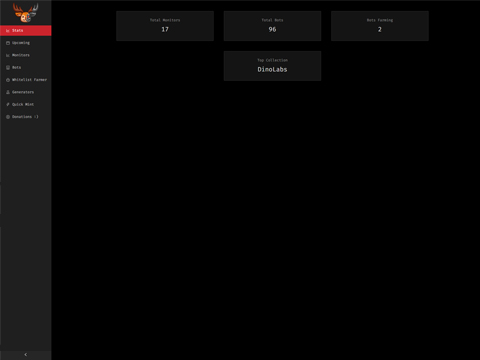 Stats
Upcoming
Monitors
Bots
Whitelist Farmer
Generators
Quick Mint
Donations :)
Total Monitors
17
Total Bots
96
Bots Farming
2
Top Collection
DinoLabs